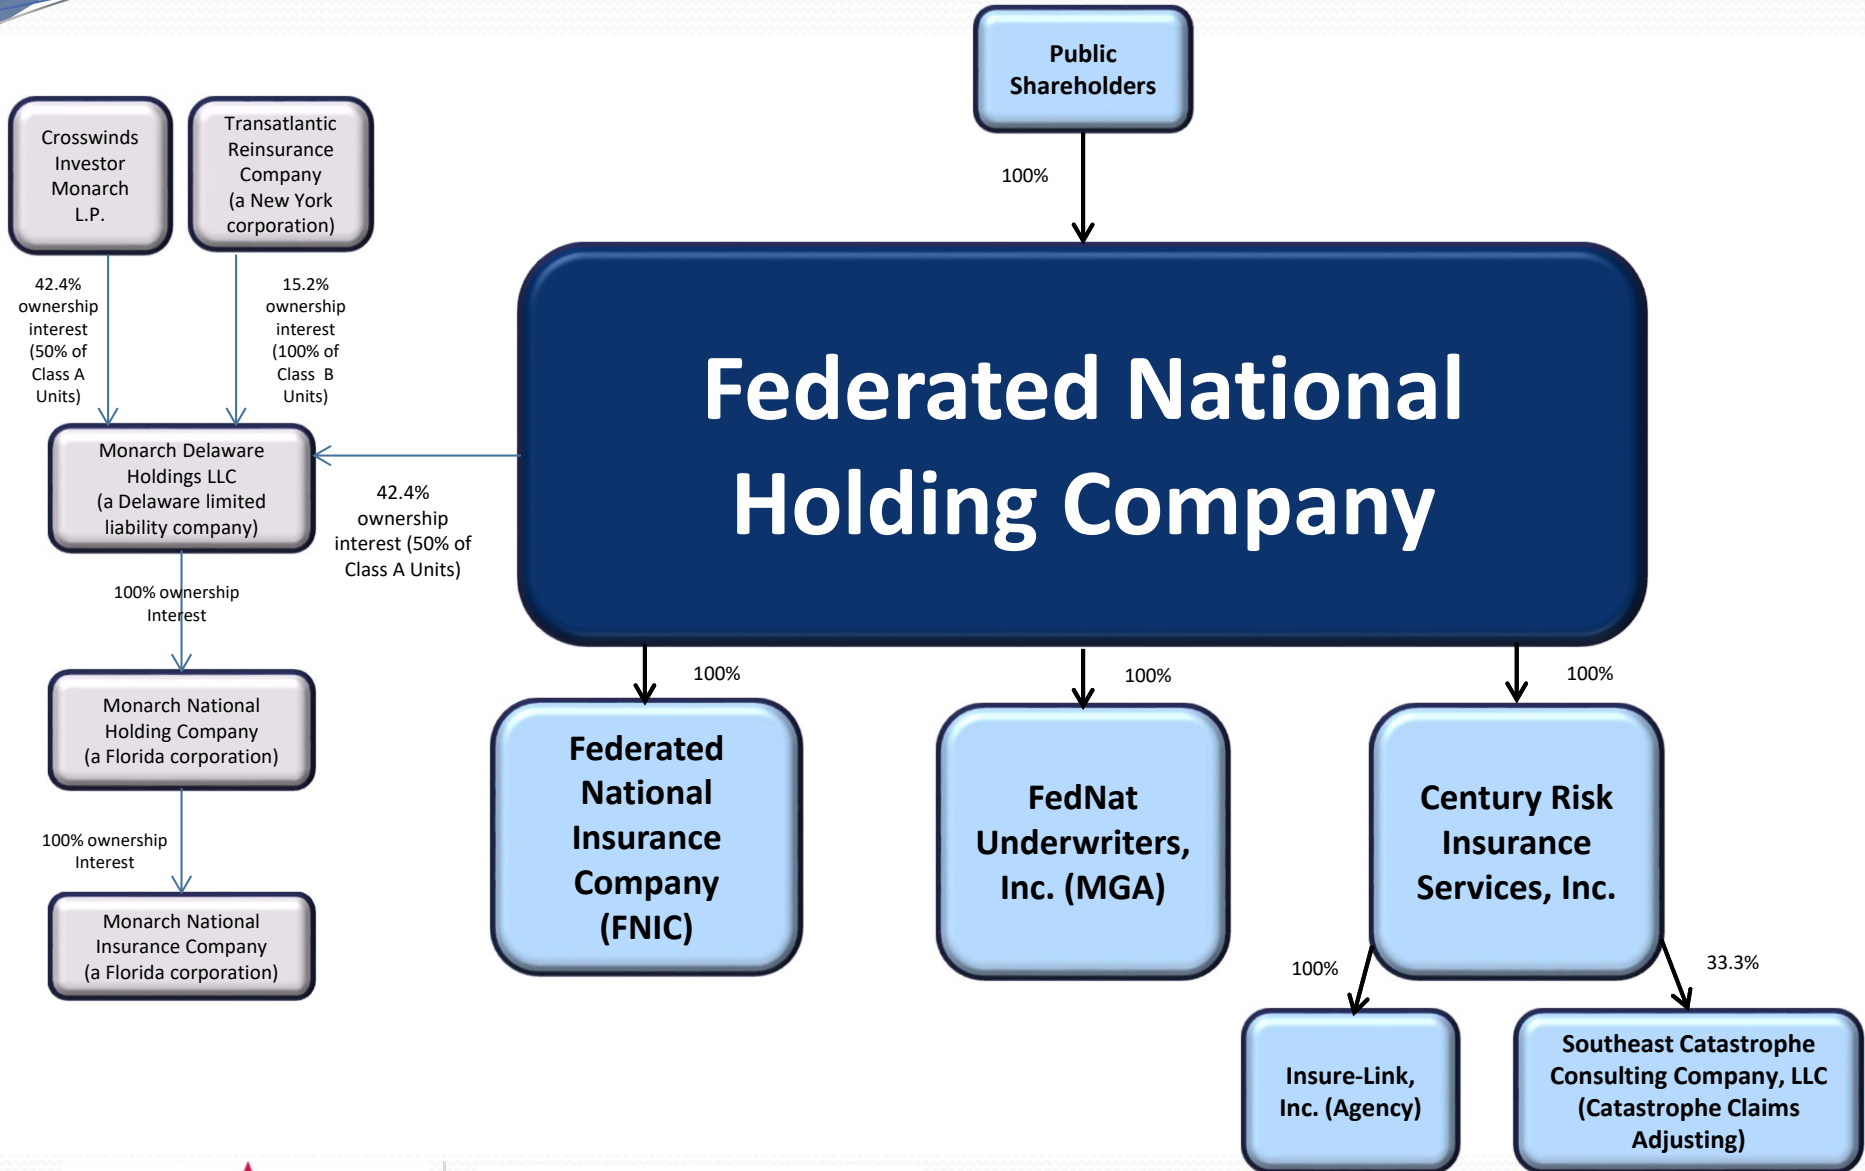 Public
Shareholders
100%
Crosswinds
Investor
Monarch
L.P.
Transatlantic
Reinsurance
Company
(a New York
corporation)
42.4%
ownership
interest
(50% of
Class A
Units)
15.2%
ownership
interest
(100% of
Class B
Units)
Federated National
Holding Company
Monarch Delaware
Holdings LLC
(a Delaware limited
liability company)
42.4%
ownership
interest (50% of
Class A Units)
100% ownership
Interest
Monarch National
Holding Company
(a Florida corporation)
100% ownership
Interest
Monarch National
Insurance Company
(a Florida corporation)
100%
100%
100%
Federated
National
Insurance
Company
(FNIC)
FedNat
Underwriters,
Inc. (MGA)
Century Risk
Insurance
Services, Inc.
100%
33.3%
Insure-Link,
Inc. (Agency)
Southeast Catastrophe
Consulting Company, LLC
(Catastrophe Claims
Adjusting)